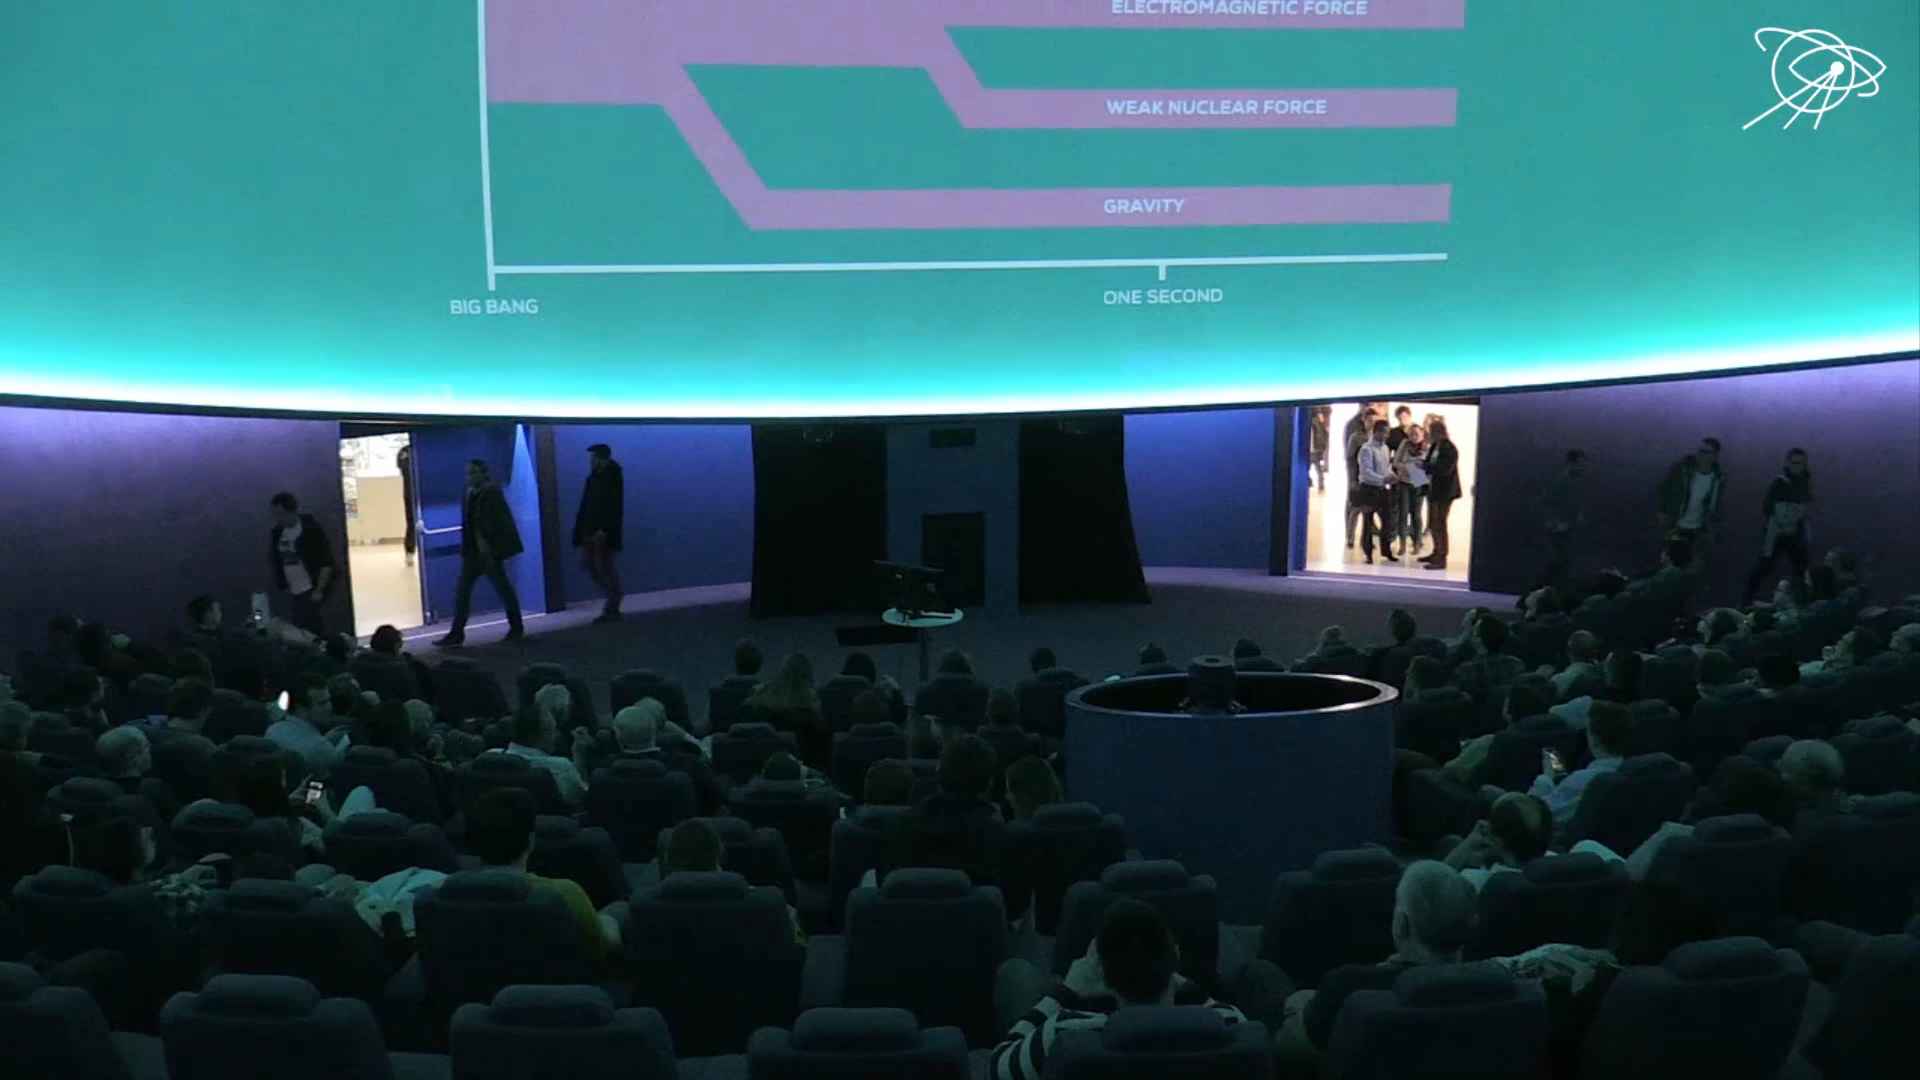 ELECTROMAGNETIC FORCE
WEAK NUCLEAR FORCE
GRAVITY
BIG BANG
ONE SECOND